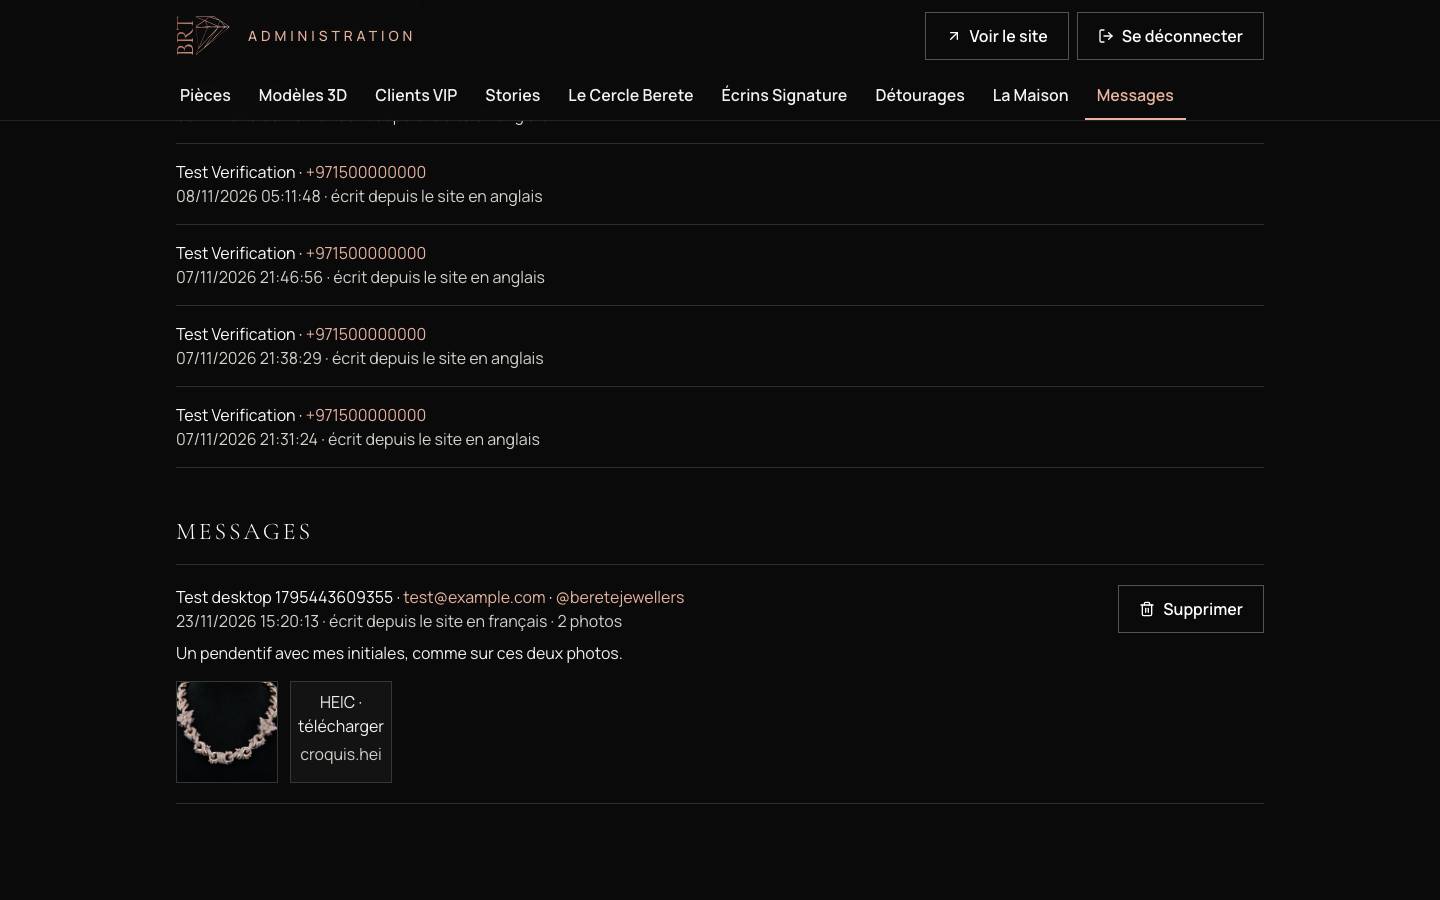 BRT
ADMINISTRATION
Voir le site
Se déconnecter
Pièces
Modèles 3D
Clients VIP
Stories
Le Cercle Berete
Écrins Signature
Détourages
La Maison
Messages
Test Verification · +971500000000
08/11/2026 05:11:48 · écrit depuis le site en anglais
Test Verification · +971500000000
07/11/2026 21:46:56 · écrit depuis le site en anglais
Test Verification · +971500000000
07/11/2026 21:38:29 · écrit depuis le site en anglais
Test Verification · +971500000000
07/11/2026 21:31:24 · écrit depuis le site en anglais
MESSAGES
Test desktop 1795443609355 · test@example.com · @beretejewellers
Supprimer
23/11/2026 15:20:13 · écrit depuis le site en français · 2 photos
Un pendentif avec mes initiales, comme sur ces deux photos.
HEIC ·
télécharger
croquis.hei